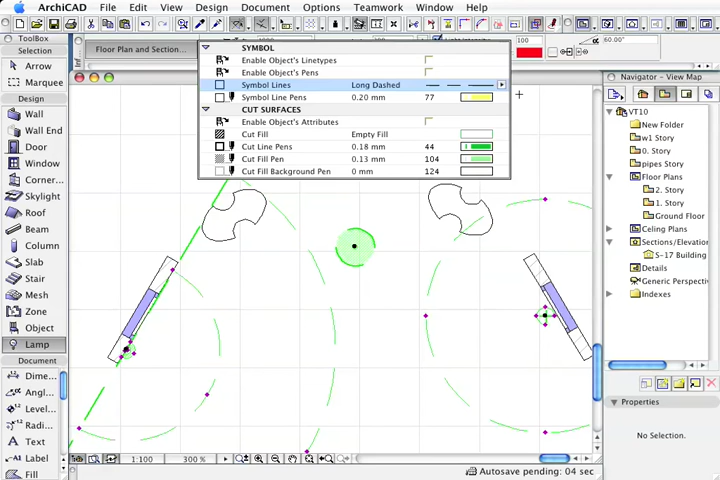 ArchiCAD File Edit View Design Document Options Teamwork Window Help
ToolBox
Selection
Arrow
Marquee
Design
Wall
Wall End
Door
Window
Corner...
Skylight
Roof
Beam
Column
Slab
Stair
Mesh
Zone
Object
Lamp
Document
Dime...
Angl...
Level...
Radi...
Text
Label
Fill
Floor Plan and Section...
100
60.00°
SYMBOL
Enable Object's Linetypes
Enable Object's Pens
Symbol Lines Long Dashed
Symbol Line Pens 0.20 mm 77
CUT SURFACES
Enable Object's Attributes
Cut Fill Empty Fill
Cut Line Pens 0.18 mm 44
Cut Fill Pen 0.13 mm 104
Cut Fill Background Pen 0 mm 124
Navigator - View Map
VT10
New Folder
w1 Story
0. Story
pipes Story
Floor Plans
2. Story
1. Story
Ground Floor
Celing Plans
Sections/Elevation
S-17 Building
Details
Generic Perspectiv
Indexes
Properties
No Selection.
1:100
300 %
Autosave pending: 04 sec